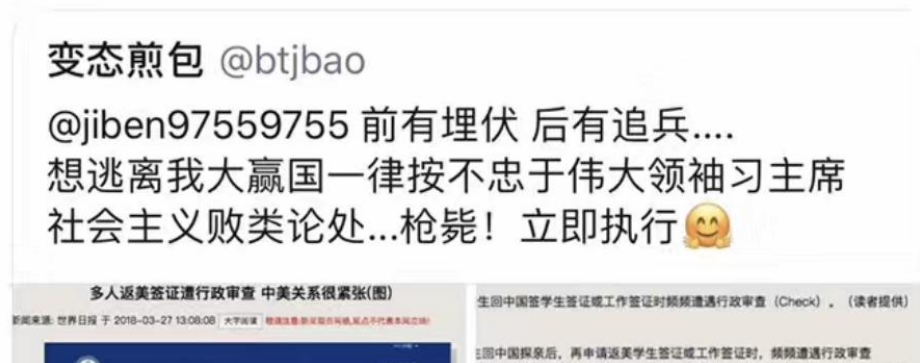 变态煎包 @btjbao
@jiben97559755 前有埋伏 后有追兵....
想逃离我大赢国一律按不忠于伟大领袖习主席
社会主义败类论处...枪毙！立即执行🤗
多人返美签证遭行政审查 中美关系很紧张(图)
新闻来源: 世界日报 于 2018-03-27 13:08:08 大字阅读
生回中国签学生签证或工作签证时频频遭遇行政审查（Check）。（读者提供）
回中国探亲后，再申请返美学生签证或工作签证时，频频遭遇行政审查